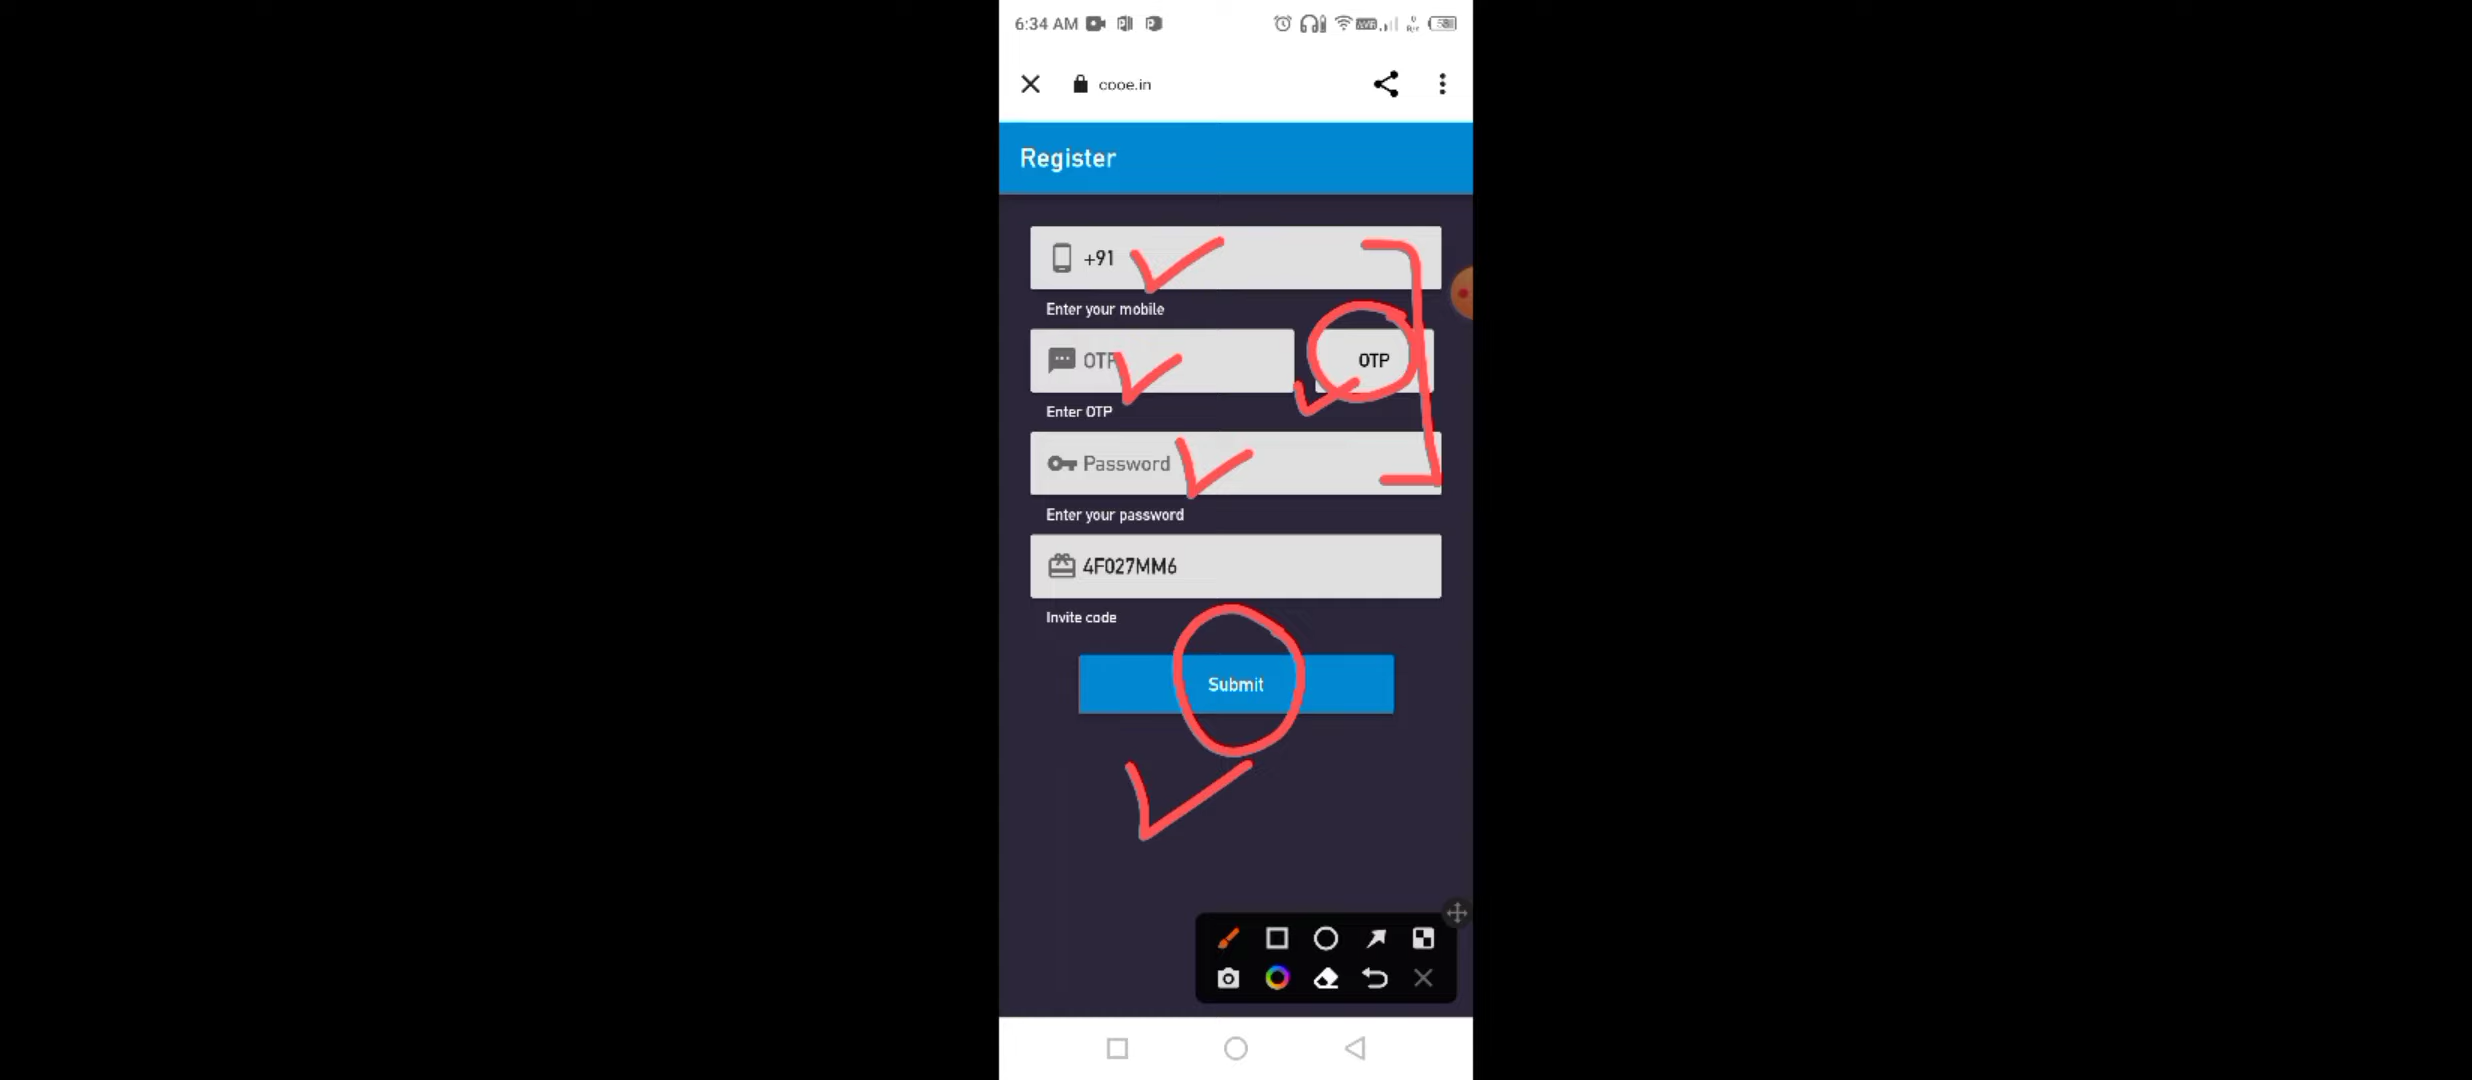 6:34 AM
cooe.in
Register
+91
Enter your mobile
OTP OTP
Enter OTP
Password
Enter your password
4F027MM6
Invite code
Submit